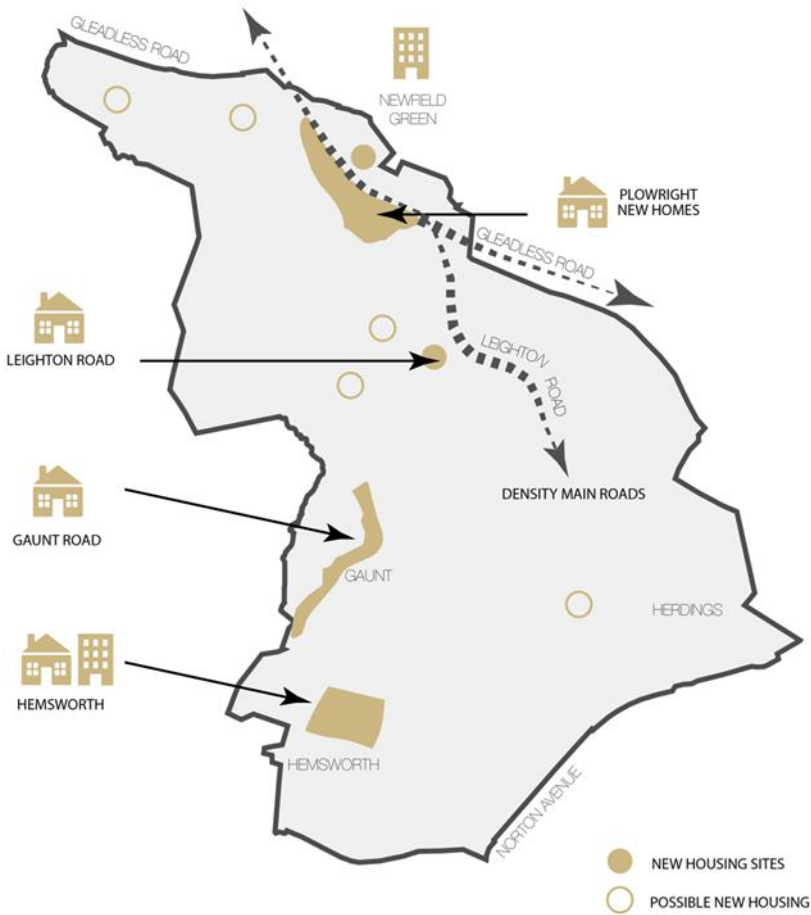 GLEADLESS ROAD
NEWFIELD
GREEN
PLOWRIGHT
NEW HOMES
GLEADLESS ROAD
LEIGHTON ROAD
LEIGHTON
ROAD
DENSITY MAIN ROADS
GAUNT ROAD
GAUNT
HERDINGS
HEMSWORTH
HEMSWORTH
NORTON AVENUE
NEW HOUSING SITES
POSSIBLE NEW HOUSING